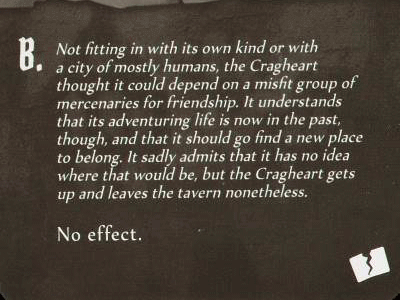 B. Not fitting in with its own kind or with
a city of mostly humans, the Cragheart
thought it could depend on a misfit group of
mercenaries for friendship. It understands
that its adventuring life is now in the past,
though, and that it should go find a new place
to belong. It sadly admits that it has no idea
where that would be, but the Cragheart gets
up and leaves the tavern nonetheless.
No effect.